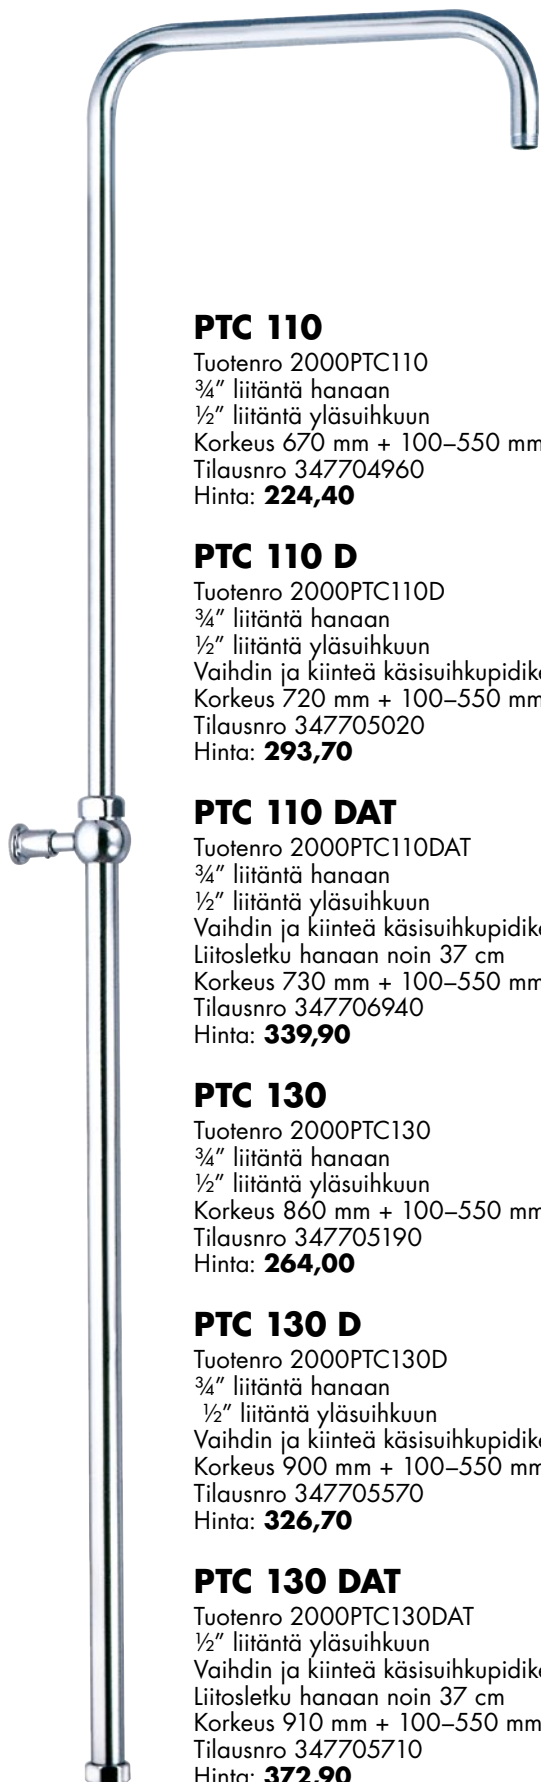 PTC 110
Tuotenro 2000PTC110
¾” liitäntä hanaan
½” liitäntä yläsuihkuun
Korkeus 670 mm + 100–550 mm
Tilausnro 347704960
Hinta: 224,40
PTC 110 D
Tuotenro 2000PTC110D
¾” liitäntä hanaan
½” liitäntä yläsuihkuun
Vaihdin ja kiinteä käsisuihkupidike
Korkeus 720 mm + 100–550 mm
Tilausnro 347705020
Hinta: 293,70
PTC 110 DAT
Tuotenro 2000PTC110DAT
¾” liitäntä hanaan
½” liitäntä yläsuihkuun
Vaihdin ja kiinteä käsisuihkupidike
Liitosletku hanaan noin 37 cm
Korkeus 730 mm + 100–550 mm
Tilausnro 347706940
Hinta: 339,90
PTC 130
Tuotenro 2000PTC130
¾” liitäntä hanaan
½” liitäntä yläsuihkuun
Korkeus 860 mm + 100–550 mm
Tilausnro 347705190
Hinta: 264,00
PTC 130 D
Tuotenro 2000PTC130D
¾” liitäntä hanaan
½” liitäntä yläsuihkuun
Vaihdin ja kiinteä käsisuihkupidike
Korkeus 900 mm + 100–550 mm
Tilausnro 347705570
Hinta: 326,70
PTC 130 DAT
Tuotenro 2000PTC130DAT
½” liitäntä yläsuihkuun
Vaihdin ja kiinteä käsisuihkupidike
Liitosletku hanaan noin 37 cm
Korkeus 910 mm + 100–550 mm
Tilausnro 347705710
Hinta: 372,90